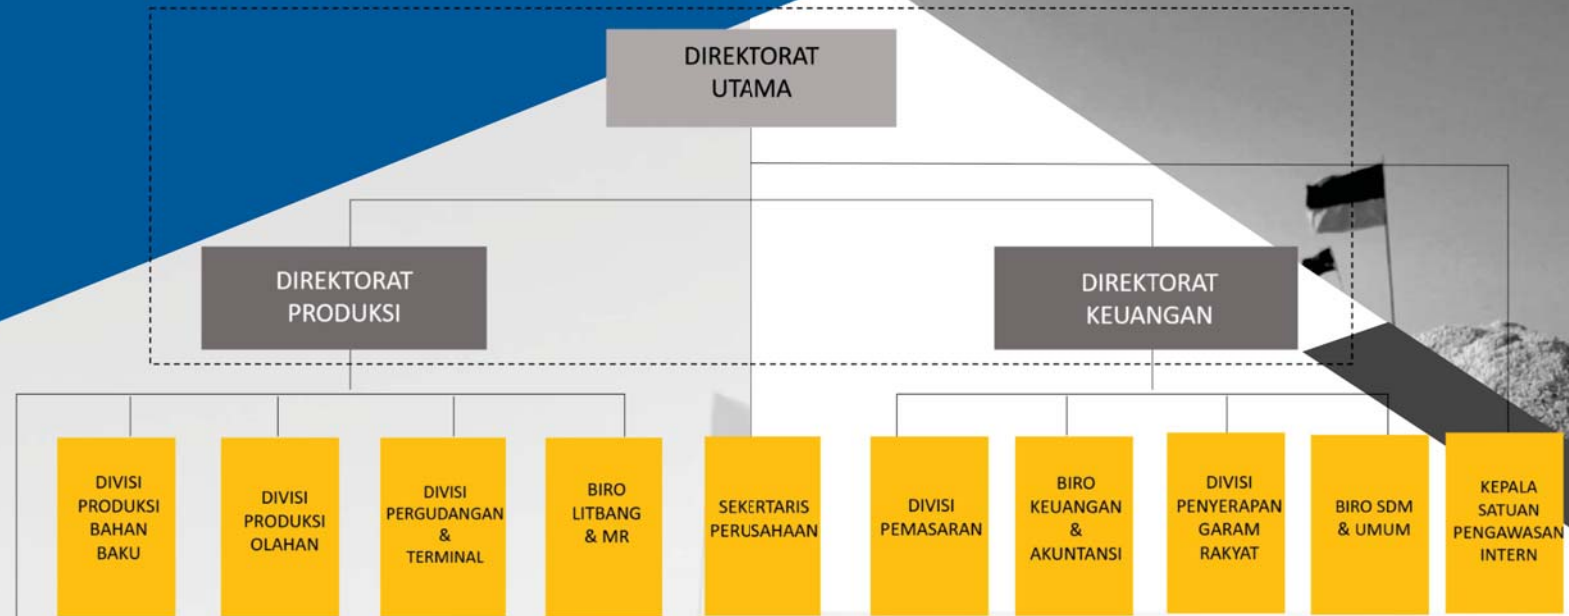 DIREKTORAT
UTAMA
DIREKTORAT
PRODUKSI
DIREKTORAT
KEUANGAN
DIVISI
PRODUKSI
BAHAN
BAKU
DIVISI
PRODUKSI
OLAHAN
DIVISI
PERGUDANGAN
&
TERMINAL
BIRO
LITBANG
& MR
SEKERTARIS
PERUSAHAAN
DIVISI
PEMASARAN
BIRO
KEUANGAN
&
AKUNTANSI
DIVISI
PENYERAPAN
GARAM
RAKYAT
BIRO SDM
& UMUM
KEPALA
SATUAN
PENGAWASAN
INTERN